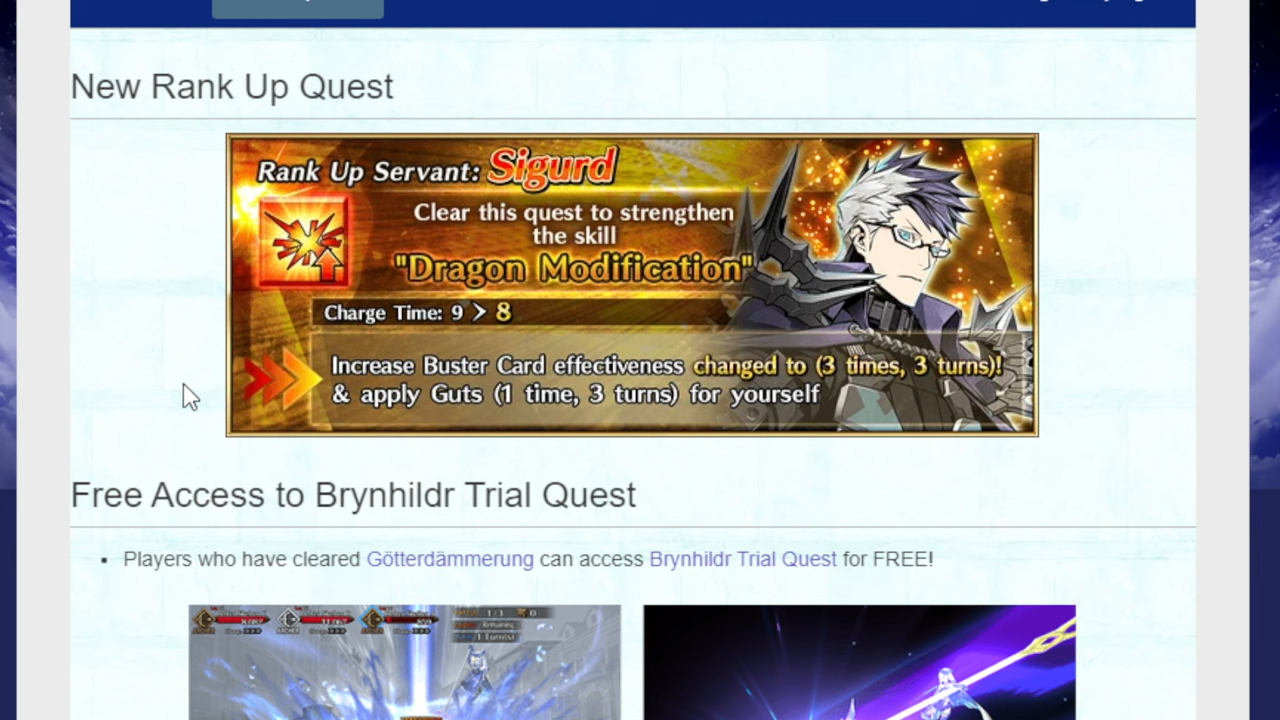 New Rank Up Quest
Rank Up Servant: Sigurd
Clear this quest to strengthen
the skill
"Dragon Modification"
Charge Time: 9 > 8
Increase Buster Card effectiveness changed to (3 times, 3 turns)!
& apply Guts (1 time, 3 turns) for yourself
Free Access to Brynhildr Trial Quest
• Players who have cleared Götterdämmerung can access Brynhildr Trial Quest for FREE!